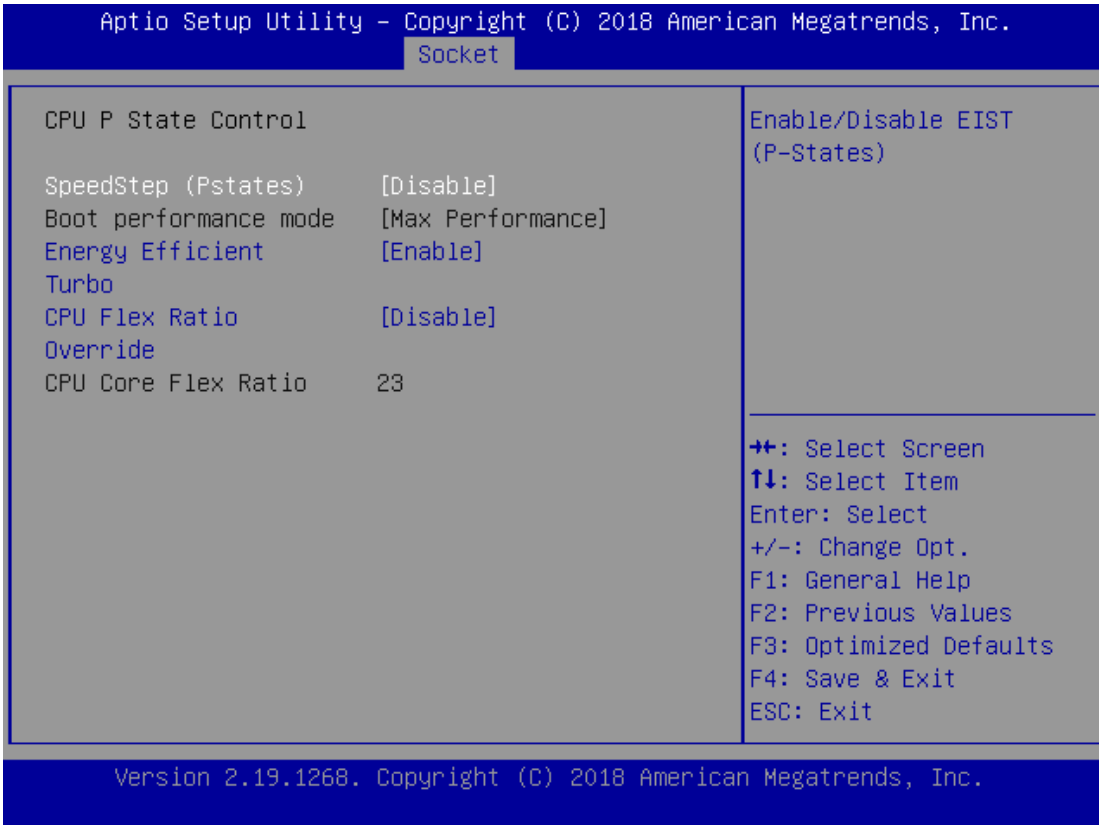 Aptio Setup Utility – Copyright (C) 2018 American Megatrends, Inc.
Socket
CPU P State Control
SpeedStep (Pstates) [Disable]
Boot performance mode [Max Performance]
Energy Efficient [Enable]
Turbo
CPU Flex Ratio [Disable]
Override
CPU Core Flex Ratio 23
Enable/Disable EIST
(P-States)
→←: Select Screen
↑↓: Select Item
Enter: Select
+/-: Change Opt.
F1: General Help
F2: Previous Values
F3: Optimized Defaults
F4: Save & Exit
ESC: Exit
Version 2.19.1268. Copyright (C) 2018 American Megatrends, Inc.